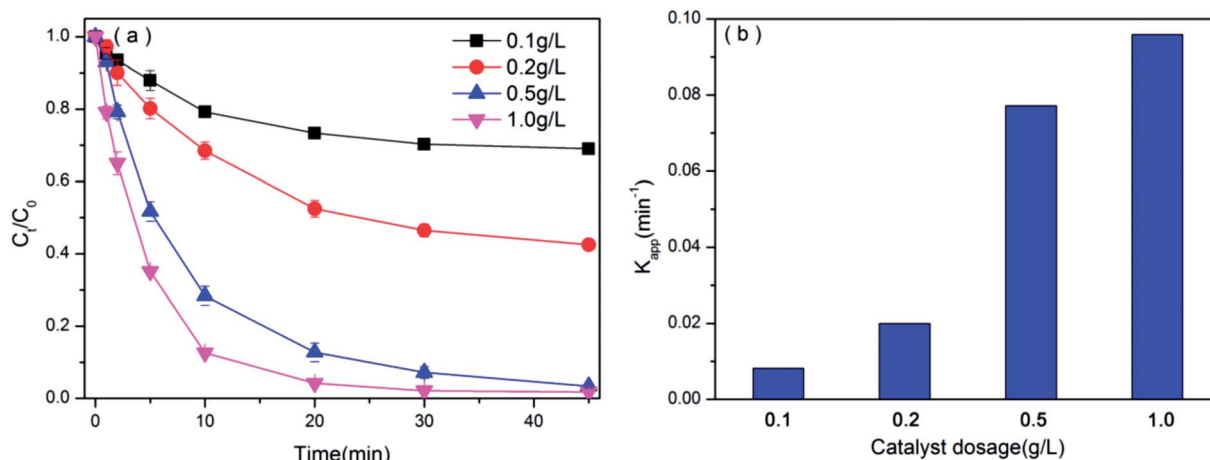 ( a )
0.1g/L
0.2g/L
0.5g/L
1.0g/L
1.0
0.8
0.6
0.4
0.2
0.0
0 10 20 30 40
Time(min)
Cₜ/C₀
( b )
0.10
0.08
0.06
0.04
0.02
0.00
0.1 0.2 0.5 1.0
Catalyst dosage(g/L)
Kₐₚₚ(min⁻¹)